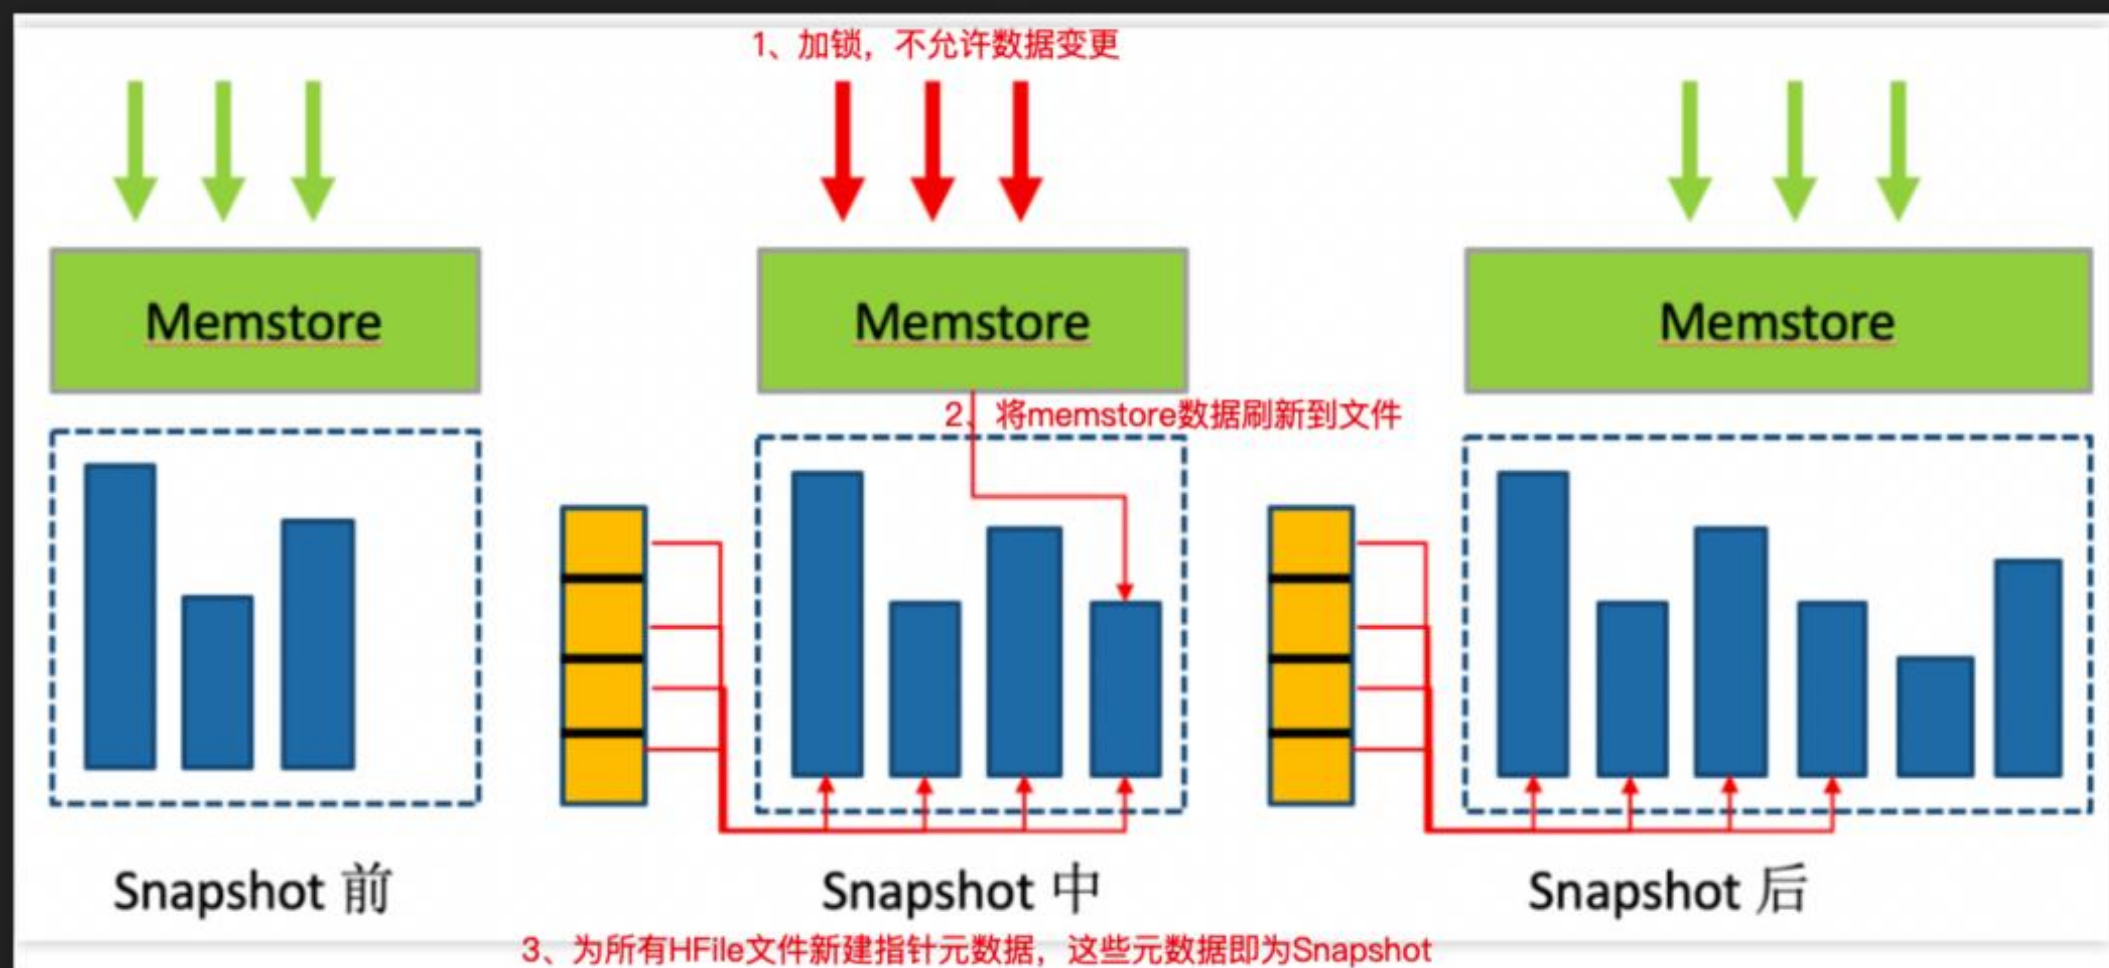 1、加锁，不允许数据变更
Memstore
Memstore
Memstore
2、将memstore数据刷新到文件
Snapshot 前
Snapshot 中
Snapshot 后
3、为所有HFile文件新建指针元数据，这些元数据即为Snapshot